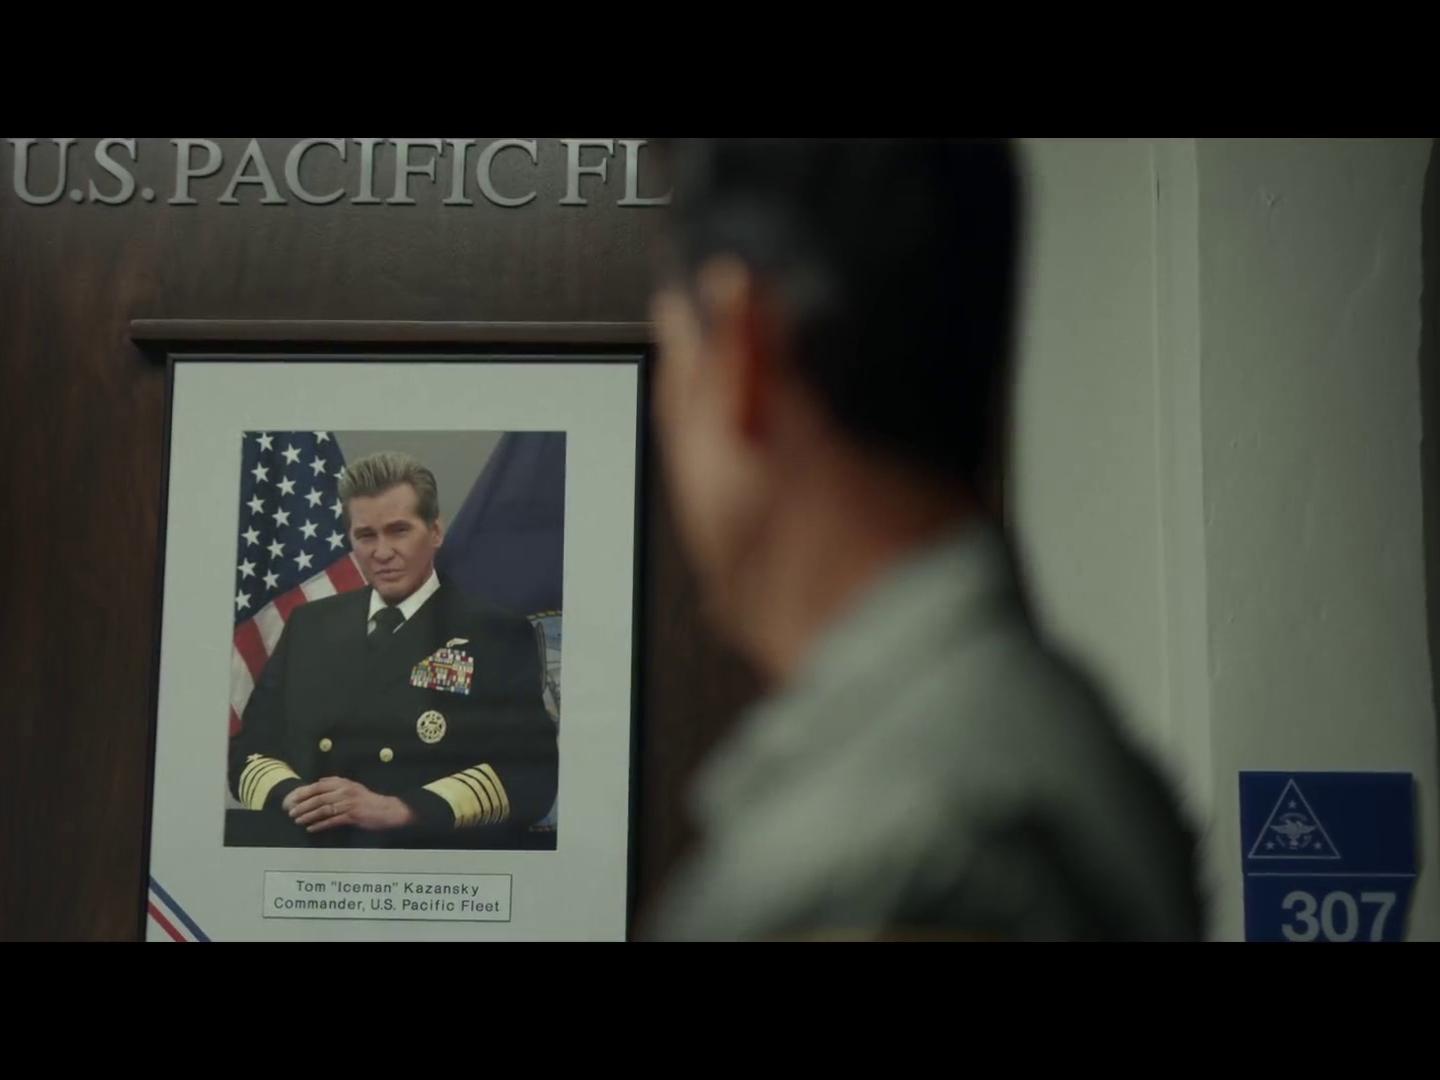 U.S. PACIFIC FL
Tom "Iceman" Kazansky
Commander, U.S. Pacific Fleet
307